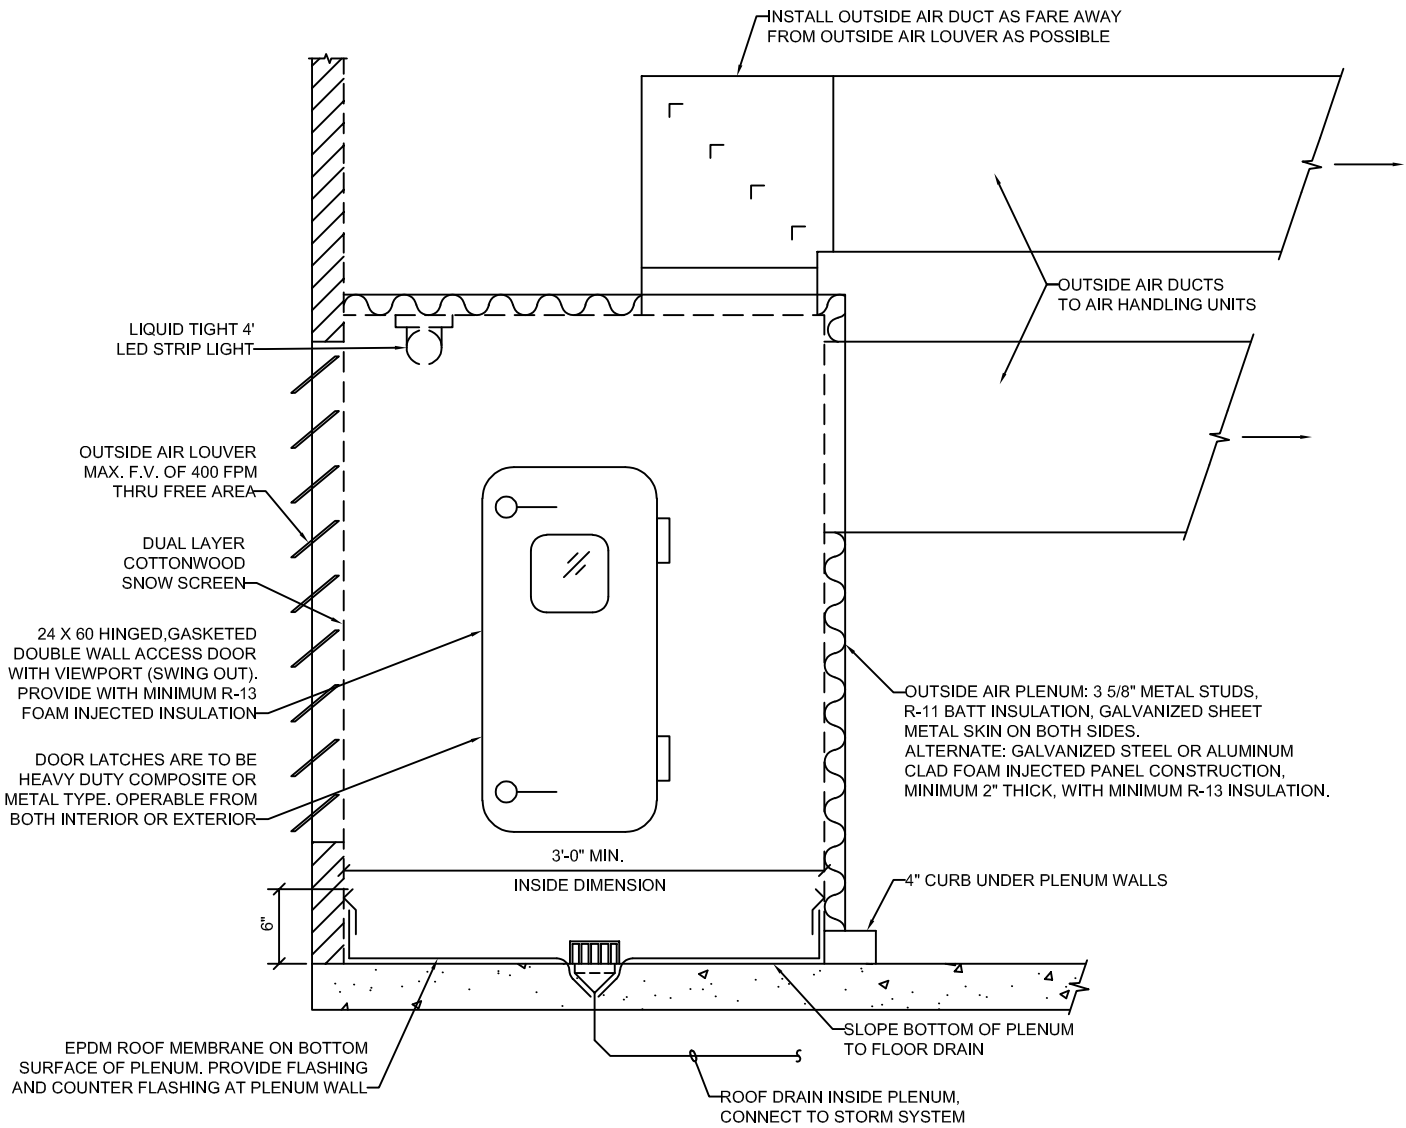 INSTALL OUTSIDE AIR DUCT AS FARE AWAY
FROM OUTSIDE AIR LOUVER AS POSSIBLE
OUTSIDE AIR DUCTS
TO AIR HANDLING UNITS
LIQUID TIGHT 4'
LED STRIP LIGHT
OUTSIDE AIR LOUVER
MAX. F.V. OF 400 FPM
THRU FREE AREA
DUAL LAYER
COTTONWOOD
SNOW SCREEN
24 X 60 HINGED,GASKETED
DOUBLE WALL ACCESS DOOR
WITH VIEWPORT (SWING OUT).
PROVIDE WITH MINIMUM R-13
FOAM INJECTED INSULATION
DOOR LATCHES ARE TO BE
HEAVY DUTY COMPOSITE OR
METAL TYPE. OPERABLE FROM
BOTH INTERIOR OR EXTERIOR
OUTSIDE AIR PLENUM: 3 5/8" METAL STUDS,
R-11 BATT INSULATION, GALVANIZED SHEET
METAL SKIN ON BOTH SIDES.
ALTERNATE: GALVANIZED STEEL OR ALUMINUM
CLAD FOAM INJECTED PANEL CONSTRUCTION,
MINIMUM 2" THICK, WITH MINIMUM R-13 INSULATION.
3'-0" MIN.
INSIDE DIMENSION
4" CURB UNDER PLENUM WALLS
6"
SLOPE BOTTOM OF PLENUM
TO FLOOR DRAIN
EPDM ROOF MEMBRANE ON BOTTOM
SURFACE OF PLENUM. PROVIDE FLASHING
AND COUNTER FLASHING AT PLENUM WALL
ROOF DRAIN INSIDE PLENUM,
CONNECT TO STORM SYSTEM